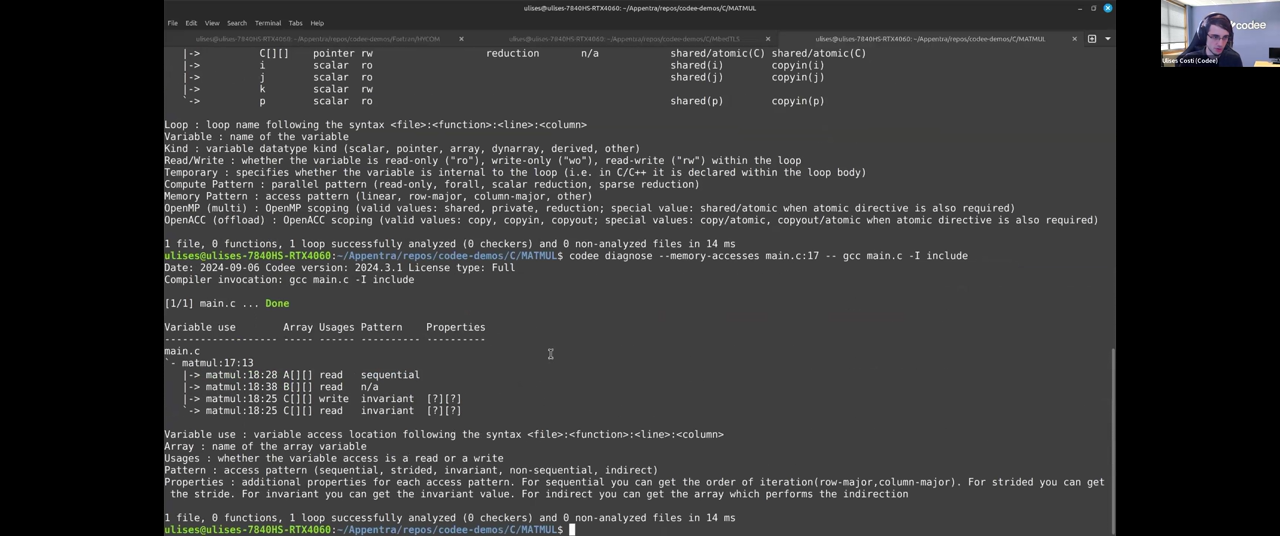 ulises@ulises-7840HS-RTX4060: ~/Appentra/repos/codee-demos/C/MATMUL
File Edit View Search Terminal Tabs Help
ulises@ulises-7840HS-RTX4060: ~/Appentra/repos/codee-demos/C/MATMUL
|-> C[][] pointer rw reduction n/a shared/atomic(C) shared/atomic(C)
|-> i scalar ro shared(i) copyin(i)
|-> j scalar ro shared(j) copyin(j)
|-> k scalar rw
`-> p scalar ro shared(p) copyin(p)
Loop : loop name following the syntax <file>:<function>:<line>:<column>
Variable : name of the variable
Kind : variable datatype kind (scalar, pointer, array, dynarray, derived, other)
Read/Write : whether the variable is read-only ("ro"), write-only ("wo"), read-write ("rw") within the loop
Temporary : specifies whether the variable is internal to the loop (i.e. in C/C++ it is declared within the loop body)
Compute Pattern : parallel pattern (read-only, forall, scalar reduction, sparse reduction)
Memory Pattern : access pattern (linear, row-major, column-major, other)
OpenMP (multi) : OpenMP scoping (valid values: shared, private, reduction; special value: shared/atomic when atomic directive is also required)
OpenACC (offload) : OpenACC scoping (valid values: copy, copyin, copyout; special values: copy/atomic, copyout/atomic when atomic directive is also required)
1 file, 0 functions, 1 loop successfully analyzed (0 checkers) and 0 non-analyzed files in 14 ms
ulises@ulises-7840HS-RTX4060:~/Appentra/repos/codee-demos/C/MATMUL$ codee diagnose --memory-accesses main.c:17 -- gcc main.c -I include
Date: 2024-09-06 Codee version: 2024.3.1 License type: Full
Compiler invocation: gcc main.c -I include
[1/1] main.c ... Done
Variable use Array Usages Pattern Properties
------------------- ----- ------ ---------- ----------
main.c
`- matmul:17:13
|-> matmul:18:28 A[][] read sequential
|-> matmul:18:38 B[][] read n/a
|-> matmul:18:25 C[][] write invariant [?][?]
`-> matmul:18:25 C[][] read invariant [?][?]
Variable use : variable access location following the syntax <file>:<function>:<line>:<column>
Array : name of the array variable
Usages : whether the variable access is a read or a write
Pattern : access pattern (sequential, strided, invariant, non-sequential, indirect)
Properties : additional properties for each access pattern. For sequential you can get the order of iteration(row-major,column-major). For strided you can get
the stride. For invariant you can get the invariant value. For indirect you can get the array which performs the indirection
1 file, 0 functions, 1 loop successfully analyzed (0 checkers) and 0 non-analyzed files in 14 ms
ulises@ulises-7840HS-RTX4060:~/Appentra/repos/codee-demos/C/MATMUL$
codee
Ulises Costi (Codee)